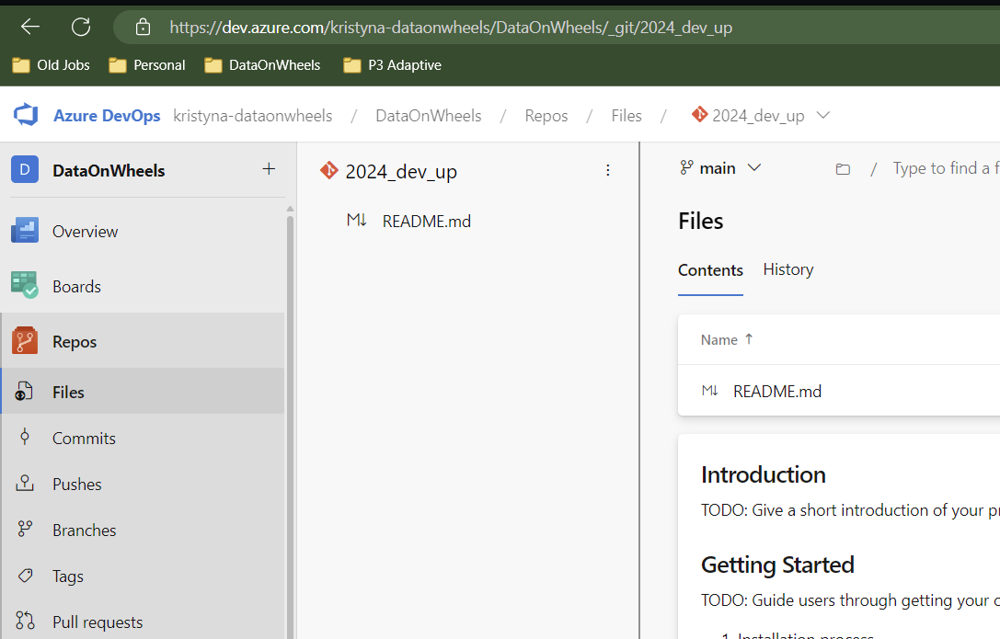 https://dev.azure.com/kristyna-dataonwheels/DataOnWheels/_git/2024_dev_up
Old Jobs Personal DataOnWheels P3 Adaptive
Azure DevOps kristyna-dataonwheels / DataOnWheels / Repos / Files / 2024_dev_up
D DataOnWheels +
Overview
Boards
Repos
Files
Commits
Pushes
Branches
Tags
Pull requests
2024_dev_up
M↓ README.md
main / Type to find a f
Files
Contents History
Name ↑
M↓ README.md
Introduction
TODO: Give a short introduction of your pr
Getting Started
TODO: Guide users through getting your c
1. Installation process